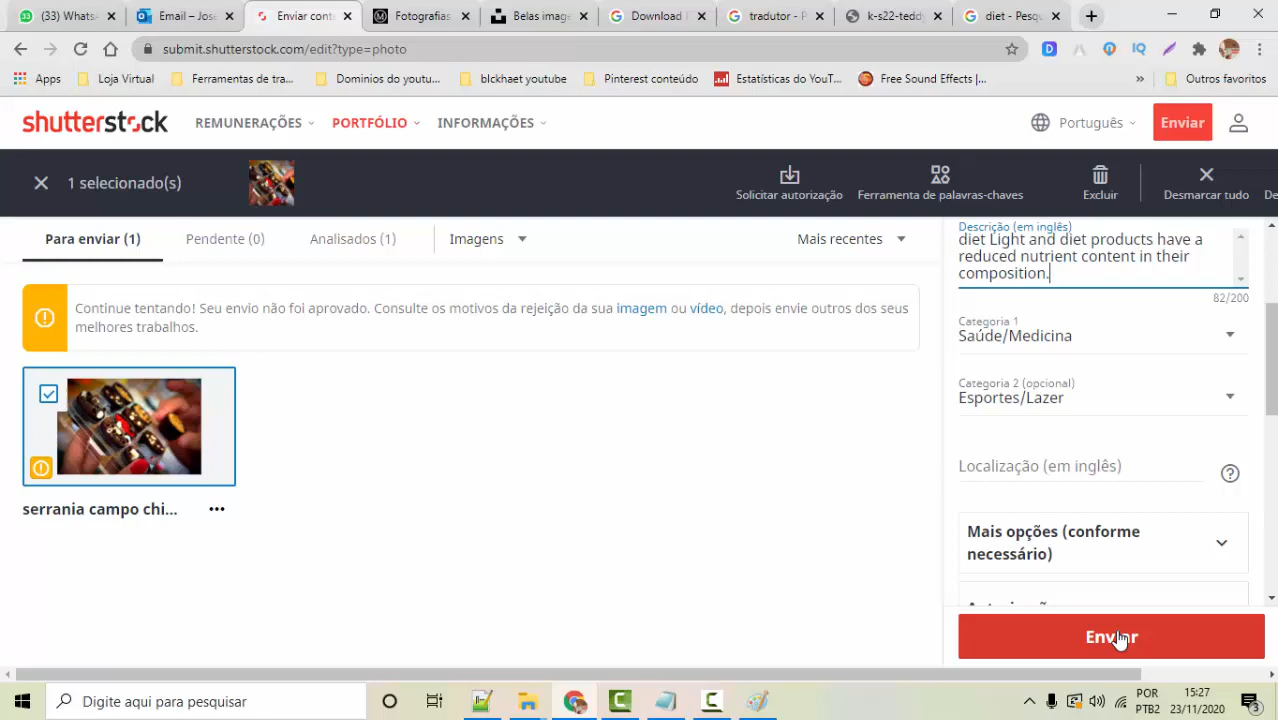 (33) Whats
Email – Jose
Enviar cont
Fotografias
Belas image
Download F
tradutor - P
k-s22-teddy
diet - Pesqu
submit.shutterstock.com/edit?type=photo
Apps
Loja Virtual
Ferramentas de tra...
Dominios do youtu...
blckhaet youtube
Pinterest conteúdo
Estatísticas do YouT...
Free Sound Effects |...
»
Outros favoritos
shutterstock
REMUNERAÇÕES
PORTFÓLIO
INFORMAÇÕES
Português
Enviar
1 selecionado(s)
Solicitar autorização
Ferramenta de palavras-chaves
Excluir
Desmarcar tudo
De
Para enviar (1)
Pendente (0)
Analisados (1)
Imagens
Mais recentes
Continue tentando! Seu envio não foi aprovado. Consulte os motivos da rejeição da sua imagem ou vídeo, depois envie outros dos seus
melhores trabalhos.
serrania campo chi...
Descrição (em inglês)
diet Light and diet products have a
reduced nutrient content in their
composition.
82/200
Categoria 1
Saúde/Medicina
Categoria 2 (opcional)
Esportes/Lazer
Localização (em inglês)
Mais opções (conforme
necessário)
Enviar
Digite aqui para pesquisar
POR
PTB2
15:27
23/11/2020
3